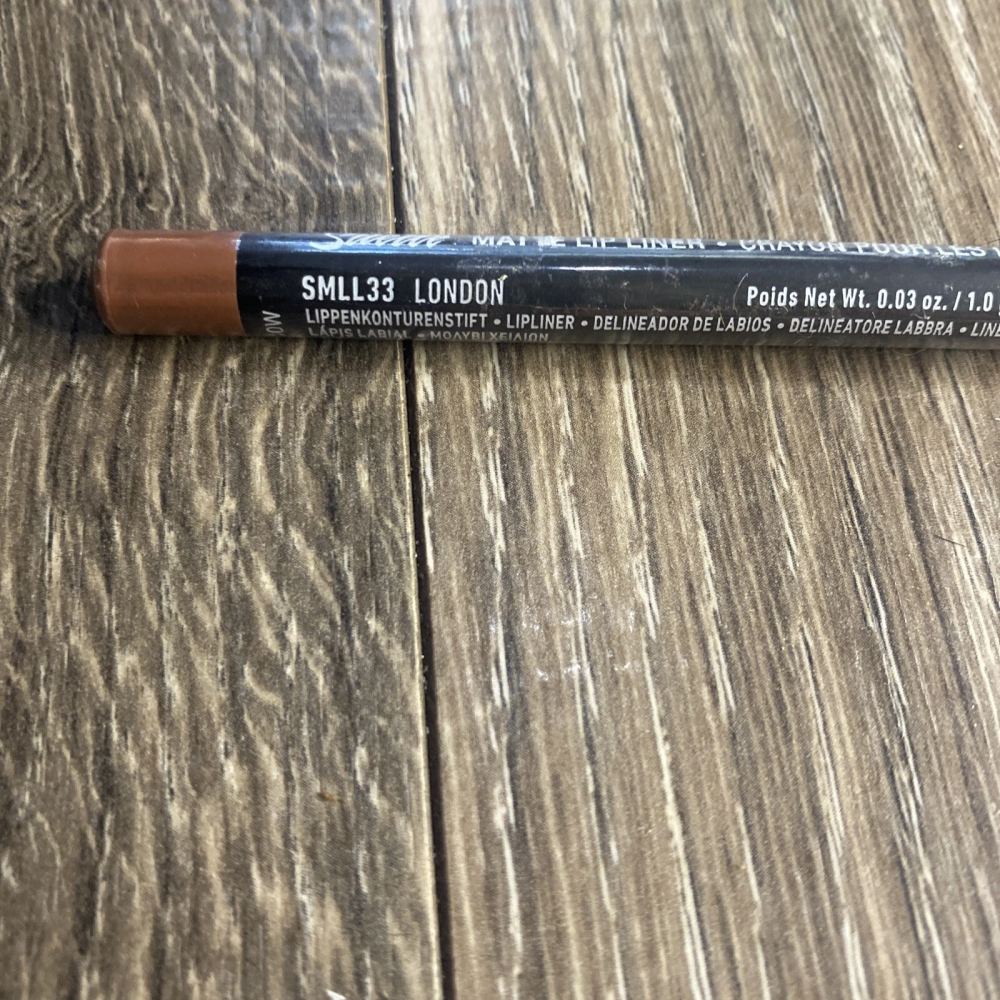 MATTE LIP LINER • CRAYON POUR LES
SMLL33 LONDON
Poids Net Wt. 0.03 oz. / 1.0
LIPPENKONTURENSTIFT • LIPLINER • DELINEADOR DE LABIOS • DELINEATORE LABBRA •
LÁPIS LABIAL • ΜΟΛΥΒΙ ΧΕΙΛΙΩΝ